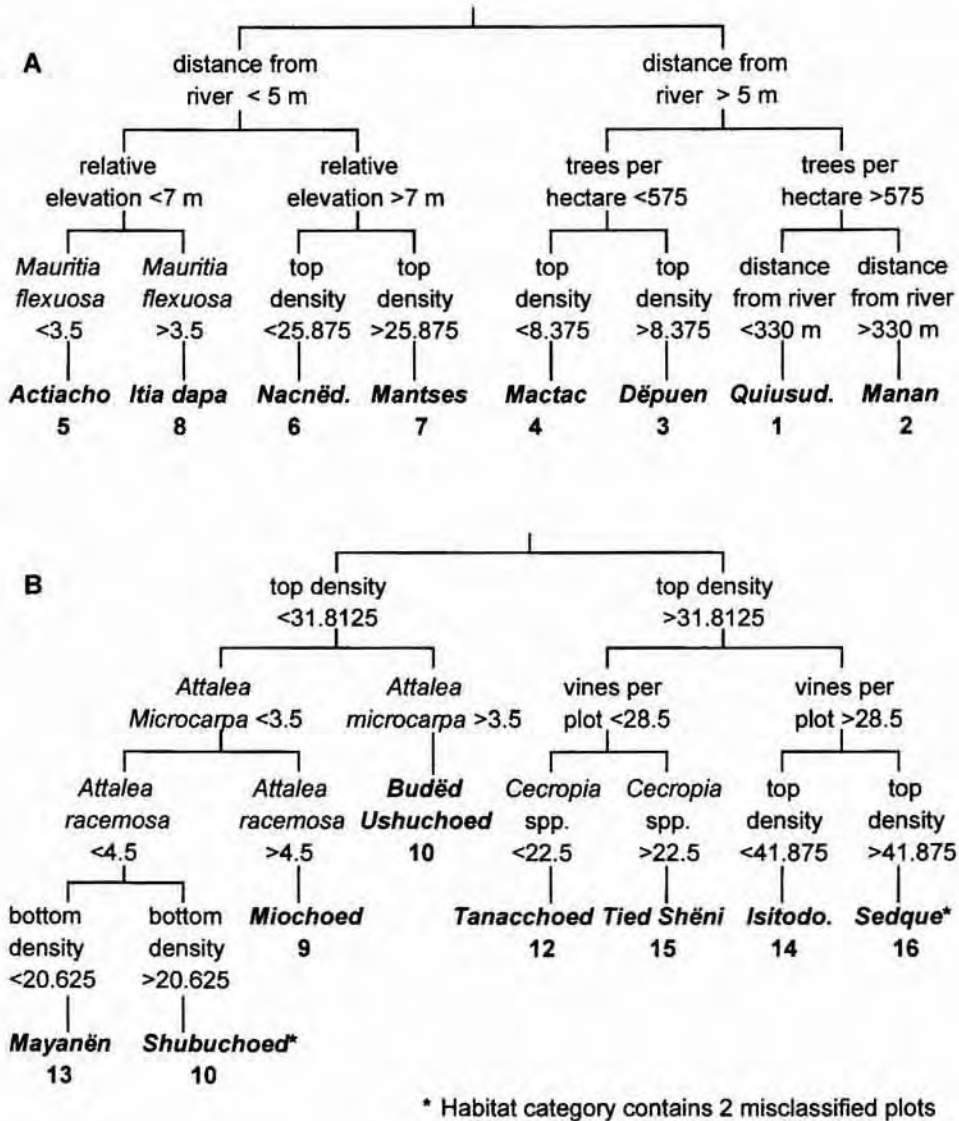 A
distance from
river < 5 m
distance from
river > 5 m
relative
elevation <7 m
relative
elevation >7 m
trees per
hectare <575
trees per
hectare >575
Mauritia
flexuosa
<3.5
Mauritia
flexuosa
>3.5
top
density
<25.875
top
density
>25.875
top
density
<8.375
top
density
>8.375
distance
from river
<330 m
distance
from river
>330 m
Actiacho
5
Itia dapa
8
Nacnëd.
6
Mantses
7
Mactac
4
Dëpuen
3
Quiusud.
1
Manan
2
B
top density
<31.8125
top density
>31.8125
Attalea
Microcarpa <3.5
Attalea
microcarpa >3.5
vines per
plot <28.5
vines per
plot >28.5
Attalea
racemosa
<4.5
Attalea
racemosa
>4.5
Budëd
Ushuchoed
10
Cecropia
spp.
<22.5
Cecropia
spp.
>22.5
top
density
<41.875
top
density
>41.875
bottom
density
<20.625
bottom
density
>20.625
Miochoed
9
Tanacchoed
12
Tied Shëni
15
Isitodo.
14
Sedque*
16
Mayanën
13
Shubuchoed*
10
* Habitat category contains 2 misclassified plots